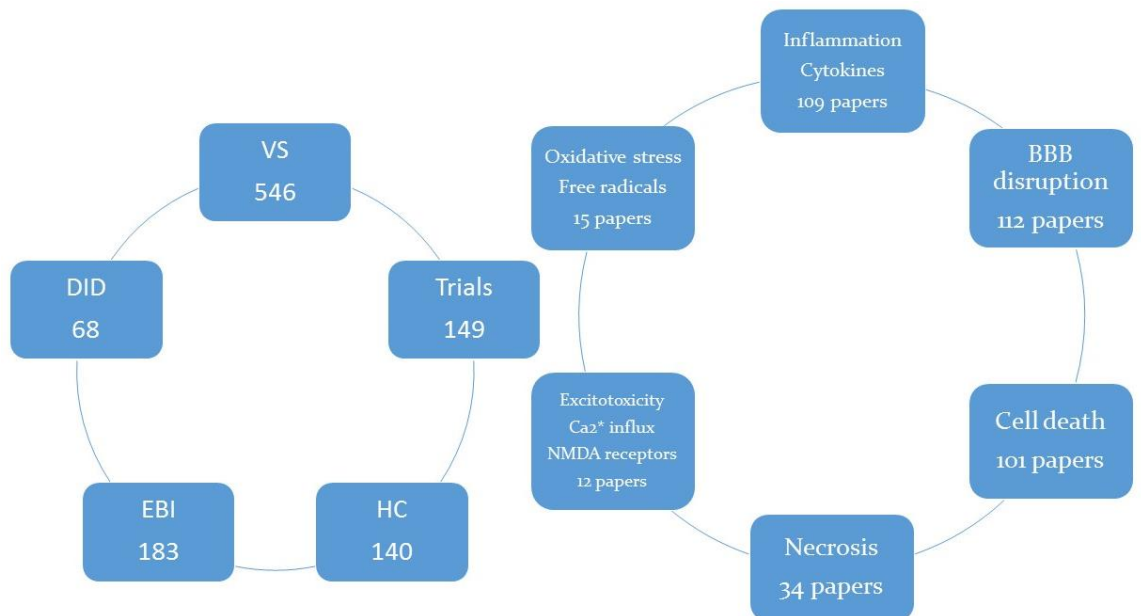 VS
546
Trials
149
HC
140
EBI
183
DID
68
Inflammation
Cytokines
109 papers
BBB
disruption
112 papers
Cell death
101 papers
Necrosis
34 papers
Excitotoxicity
Ca2* influx
NMDA receptors
12 papers
Oxidative stress
Free radicals
15 papers